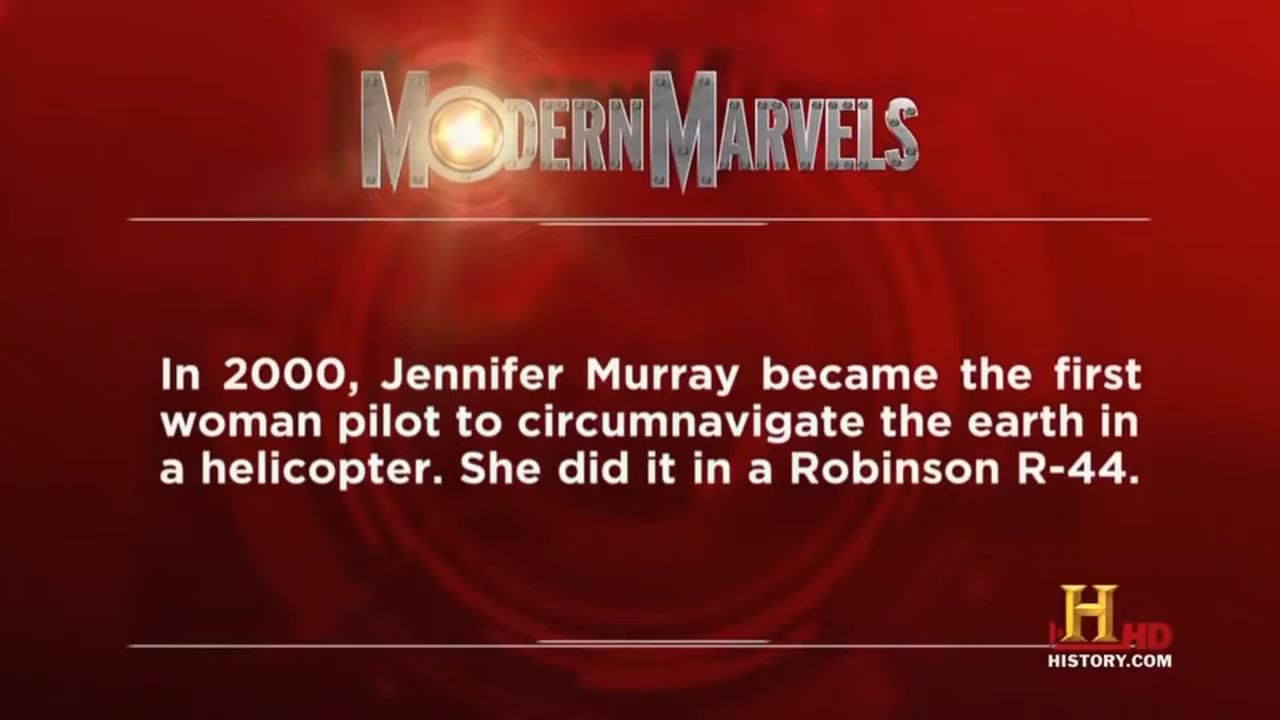 MODERN MARVELS
In 2000, Jennifer Murray became the first
woman pilot to circumnavigate the earth in
a helicopter. She did it in a Robinson R-44.
H HD
HISTORY.COM